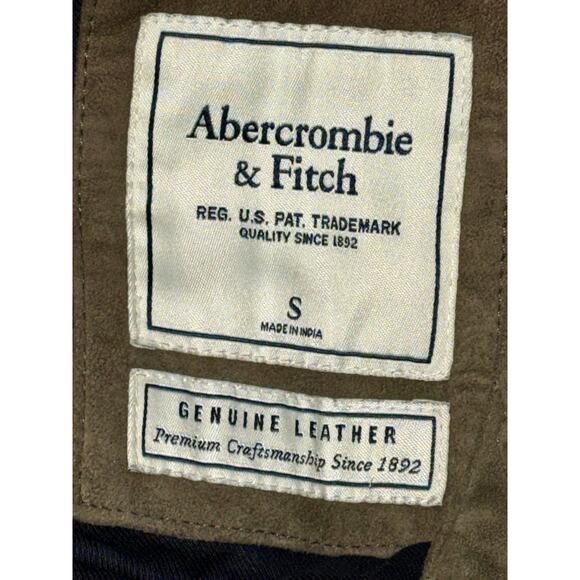 Abercrombie
& Fitch
REG. U.S. PAT. TRADEMARK
QUALITY SINCE 1892
S
MADE IN INDIA
GENUINE LEATHER
Premium Craftsmanship Since 1892